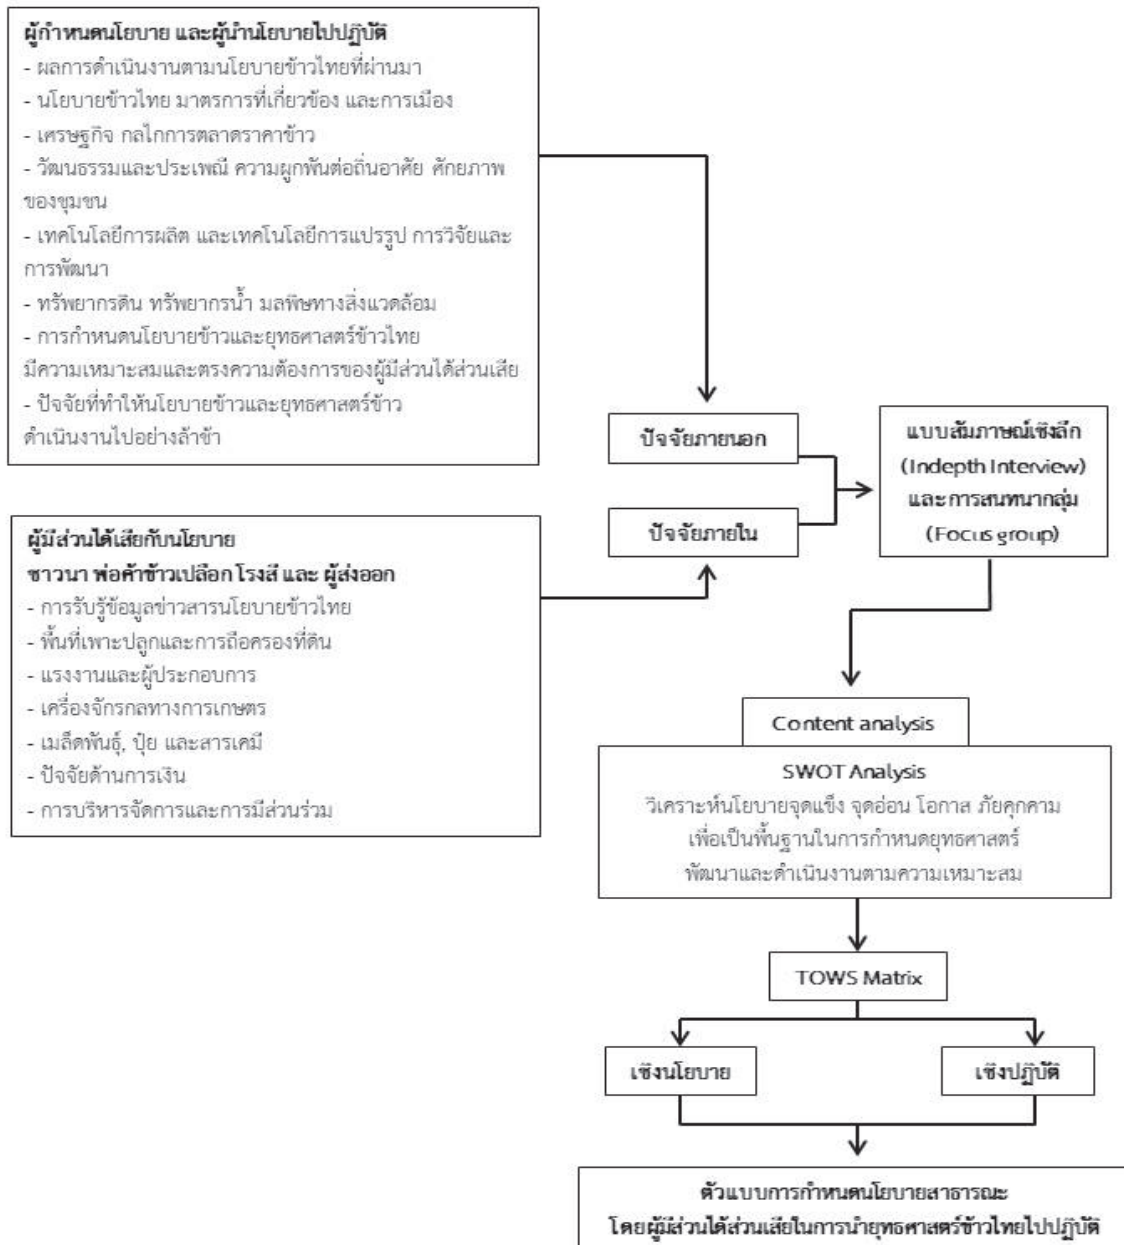 ผู้กำหนดนโยบาย และผู้นำนโยบายไปปฏิบัติ
- ผลการดำเนินงานตามนโยบายข้าวไทยที่ผ่านมา
- นโยบายข้าวไทย มาตรการที่เกี่ยวข้อง และการเมือง
- เศรษฐกิจ กลไกการตลาดราคาข้าว
- วัฒนธรรมและประเพณี ความผูกพันต่อถิ่นอาศัย ศักยภาพ
ของชุมชน
- เทคโนโลยีการผลิต และเทคโนโลยีการแปรรูป การวิจัยและ
การพัฒนา
- ทรัพยากรดิน ทรัพยากรน้ำ มลพิษทางสิ่งแวดล้อม
- การกำหนดนโยบายข้าวและยุทธศาสตร์ข้าวไทย
มีความเหมาะสมและตรงความต้องการของผู้มีส่วนได้ส่วนเสีย
- ปัจจัยที่ทำให้นโยบายข้าวและยุทธศาสตร์ข้าว
ดำเนินงานไปอย่างล้าช้า
ผู้มีส่วนได้เสียกับนโยบาย
ชาวนา พ่อค้าข้าวเปลือก โรงสี และ ผู้ส่งออก
- การรับรู้ข้อมูลข่าวสารนโยบายข้าวไทย
- พื้นที่เพาะปลูกและการถือครองที่ดิน
- แรงงานและผู้ประกอบการ
- เครื่องจักรกลทางการเกษตร
- เมล็ดพันธุ์, ปุ๋ย และสารเคมี
- ปัจจัยด้านการเงิน
- การบริหารจัดการและการมีส่วนร่วม
ปัจจัยภายนอก
ปัจจัยภายใน
แบบสัมภาษณ์เชิงลึก
(Indepth Interview)
และการสนทนากลุ่ม
(Focus group)
Content analysis
SWOT Analysis
วิเคราะห์นโยบายจุดแข็ง จุดอ่อน โอกาส ภัยคุกคาม
เพื่อเป็นพื้นฐานในการกำหนดยุทธศาสตร์
พัฒนาและดำเนินงานตามความเหมาะสม
TOWS Matrix
เชิงนโยบาย
เชิงปฏิบัติ
ตัวแบบการกำหนดนโยบายสาธารณะ
โดยผู้มีส่วนได้ส่วนเสียในการนำยุทธศาสตร์ข้าวไทยไปปฏิบัติ